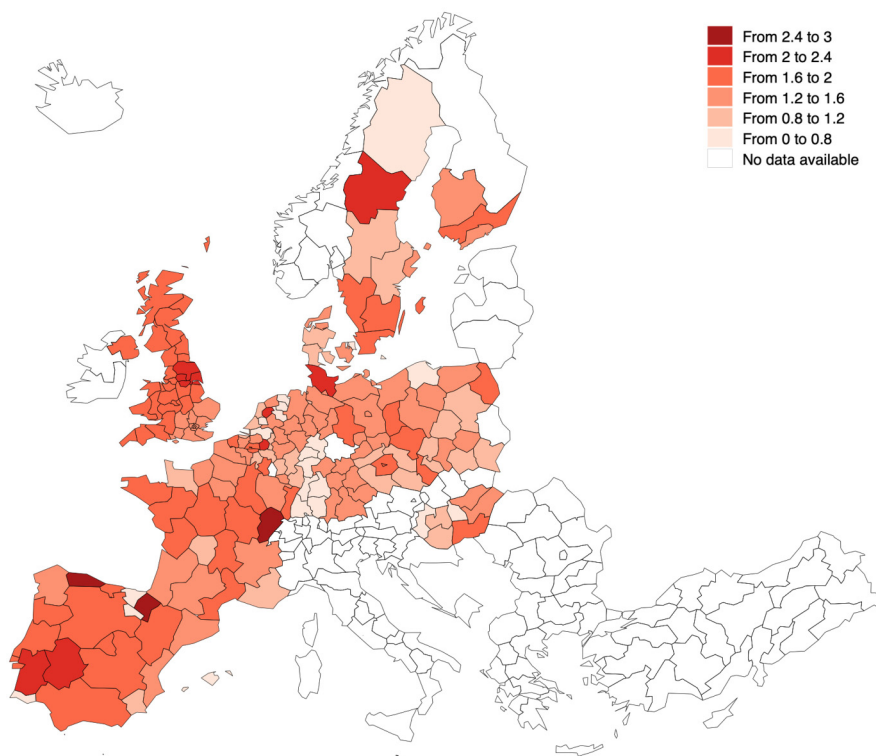 From 2.4 to 3
From 2 to 2.4
From 1.6 to 2
From 1.2 to 1.6
From 0.8 to 1.2
From 0 to 0.8
No data available